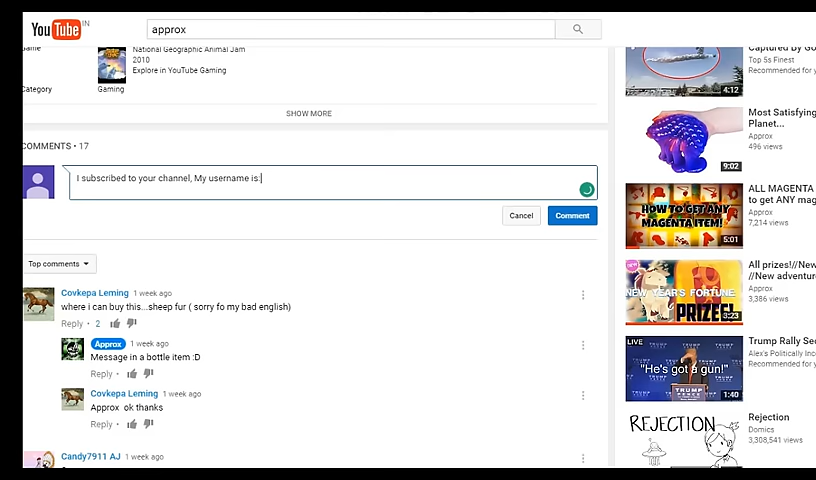 YouTube IN
approx
Game
National Geographic Animal Jam
2010
Explore in YouTube Gaming
Category
Gaming
SHOW MORE
COMMENTS • 17
I subscribed to your channel, My username is:
Cancel
Comment
Top comments
Covkepa Leming 1 week ago
where i can buy this...sheep fur ( sorry fo my bad english)
Reply • 2
Approx 1 week ago
Message in a bottle item :D
Reply •
Covkepa Leming 1 week ago
Approx ok thanks
Reply •
Candy7911 AJ 1 week ago
Captured By Go
Top 5s Finest
Recommended for y
4:12
Most Satisfying
Planet...
Approx
496 views
9:02
HOW TO GET ANY
MAGENTA ITEM!
5:01
ALL MAGENTA
to get ANY mag
Approx
7,214 views
NEW YEAR'S FORTUNE
PRIZES!
3:23
All prizes!//New
//New adventur
Approx
3,386 views
LIVE
"He's got a gun!"
TRUMP
1:40
Trump Rally Sec
Alex's Politically Inc
Recommended for y
REJECTION
Rejection
Domics
3,308,541 views